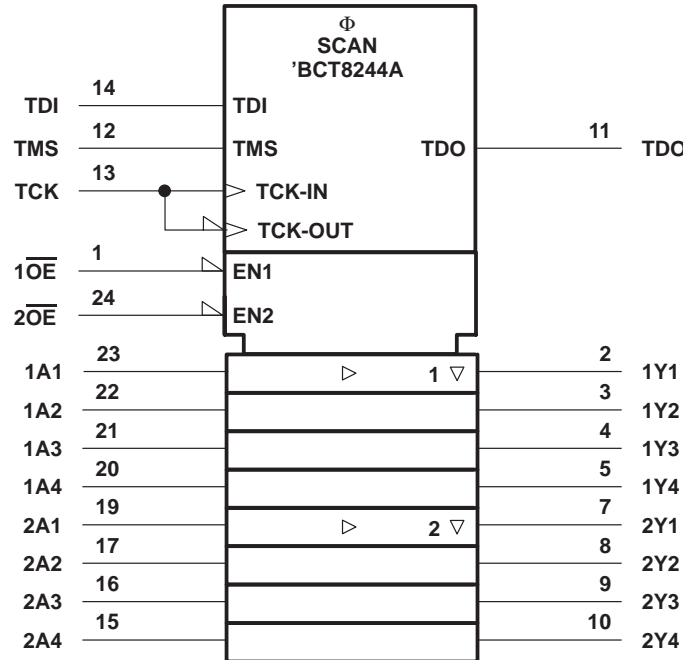 Φ
SCAN
'BCT8244A
TDI 14 TDI
TMS 12 TMS TDO 11 TDO
TCK 13 TCK-IN
TCK-OUT
1O̅E̅ 1 EN1
2O̅E̅ 24 EN2
1A1 23 1 2 1Y1
1A2 22 3 1Y2
1A3 21 4 1Y3
1A4 20 5 1Y4
2A1 19 2 7 2Y1
2A2 17 8 2Y2
2A3 16 9 2Y3
2A4 15 10 2Y4